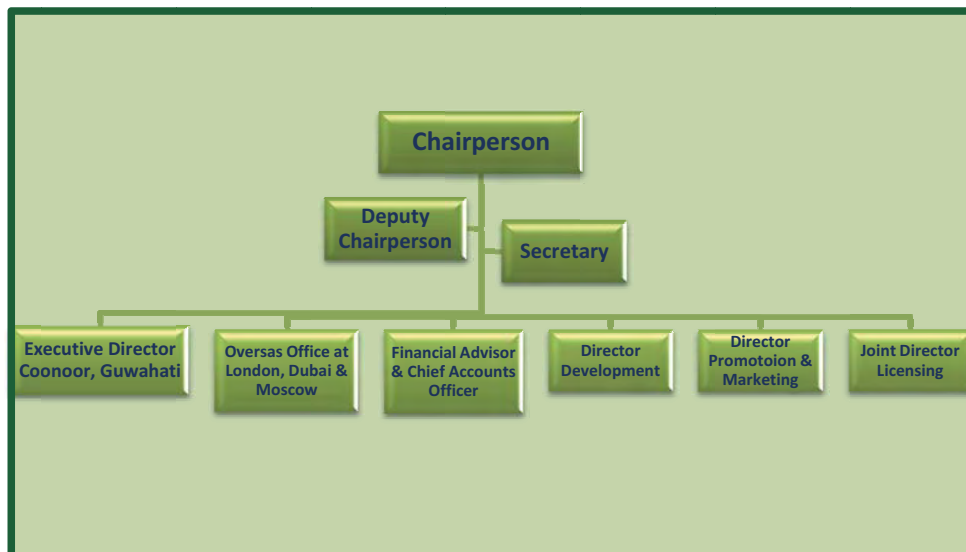 Chairperson
Deputy
Chairperson
Secretary
Executive Director
Coonoor, Guwahati
Oversas Office at
London, Dubai &
Moscow
Financial Advisor
& Chief Accounts
Officer
Director
Development
Director
Promotoion &
Marketing
Joint Director
Licensing